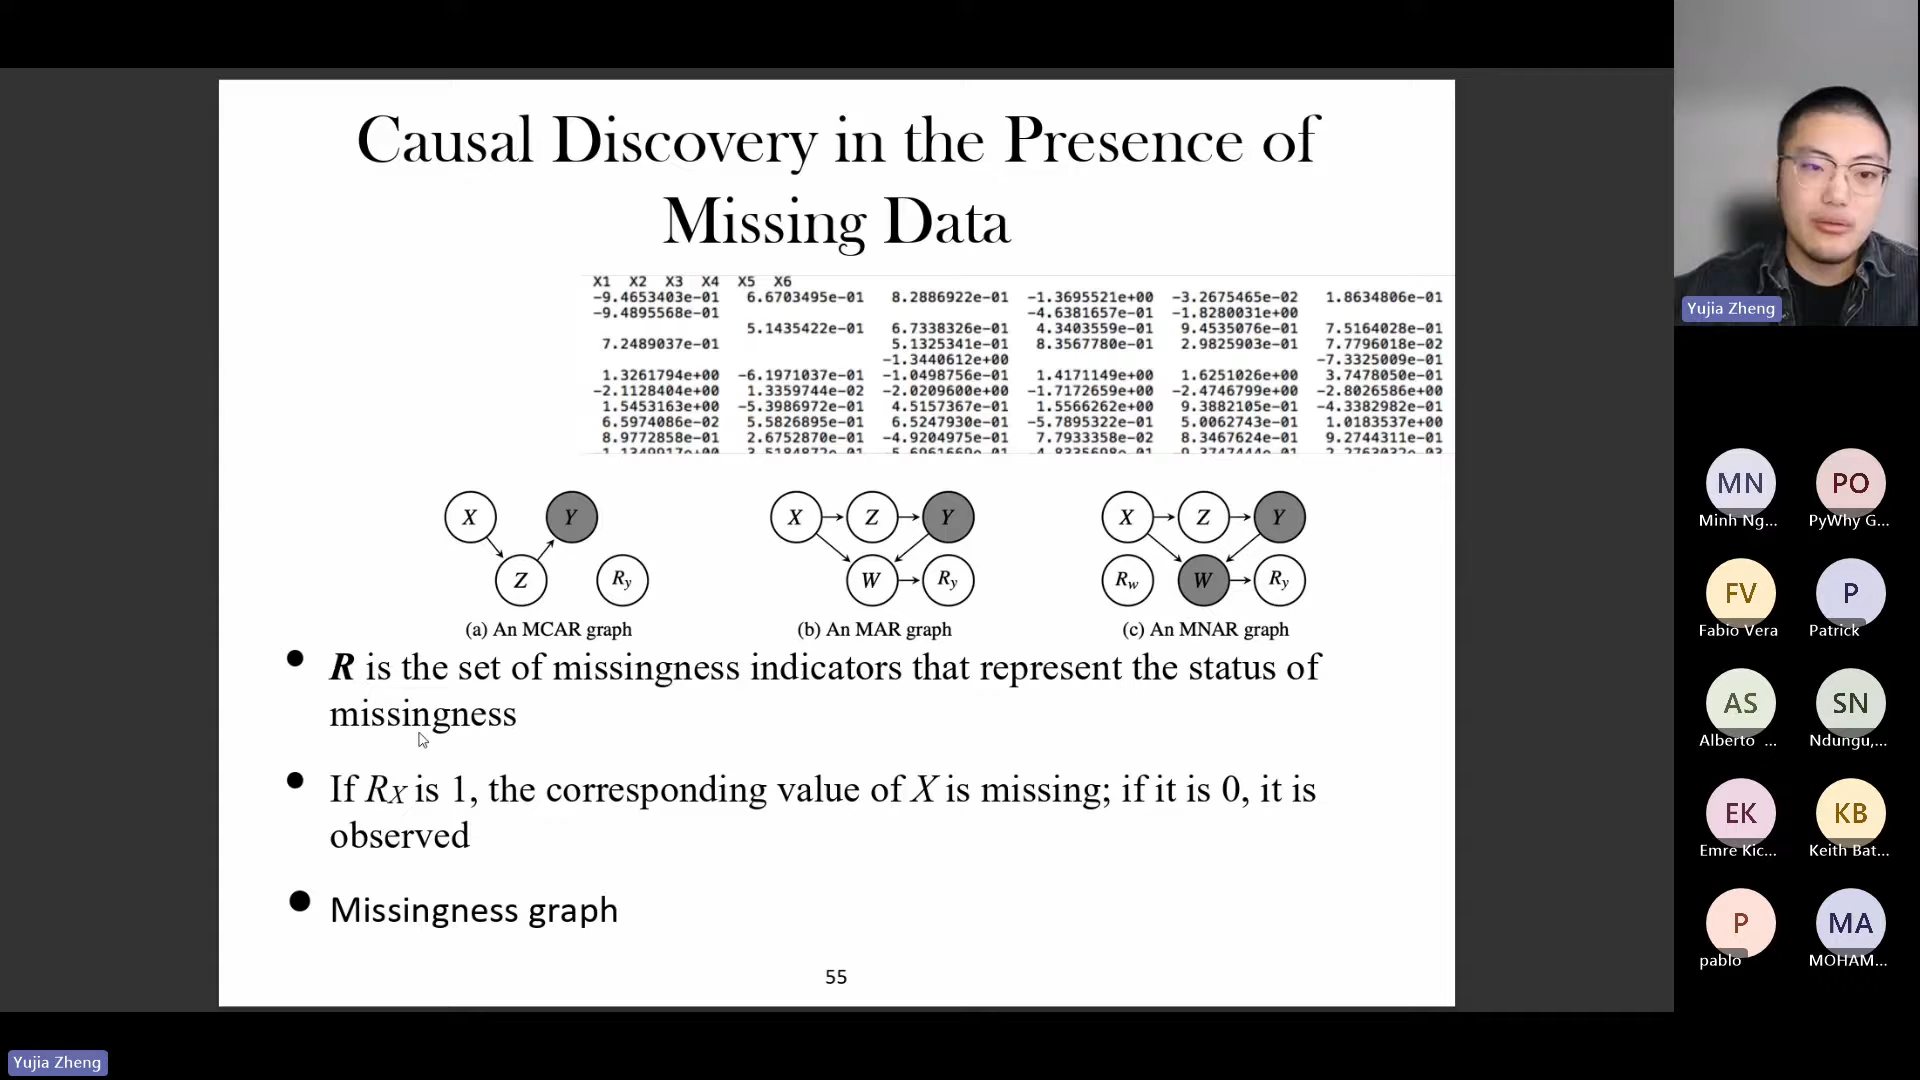 Causal Discovery in the Presence of
Missing Data
X1 X2 X3 X4 X5 X6
-9.4653403e-01 6.6703495e-01 8.2886922e-01 -1.3695521e+00 -3.2675465e-02 1.8634806e-01
-9.4895568e-01 -4.6381657e-01 -1.8280031e+00
5.1435422e-01 6.7338326e-01 4.3403559e-01 9.4535076e-01 7.5164028e-01
7.2489037e-01 5.1325341e-01 8.3567780e-01 2.9825903e-01 7.7796018e-02
-1.3440612e+00 -7.3325009e-01
1.3261794e+00 -6.1971037e-01 -1.0498756e-01 1.4171149e+00 1.6251026e+00 3.7478050e-01
-2.1128404e+00 1.3359744e-02 -2.0209600e+00 -1.7172659e+00 -2.4746799e+00 -2.8026586e+00
1.5453163e+00 -5.3986972e-01 4.5157367e-01 1.5566262e+00 9.3882105e-01 -4.3382982e-01
6.5974086e-02 5.5826895e-01 6.5247930e-01 -5.7895322e-01 5.0062743e-01 1.0183537e+00
8.9772858e-01 2.6752870e-01 -4.9204975e-01 7.7933358e-02 8.3467624e-01 9.2744311e-01
X Y
Z Ry
(a) An MCAR graph
X Z Y
W Ry
(b) An MAR graph
X Z Y
Rw W Ry
(c) An MNAR graph
• R is the set of missingness indicators that represent the status of
missingness
• If RX is 1, the corresponding value of X is missing; if it is 0, it is
observed
• Missingness graph
55
Yujia Zheng
Yujia Zheng
MN PO
Minh Ng... PyWhy G...
FV P
Fabio Vera Patrick
AS SN
Alberto ... Ndungu,...
EK KB
Emre Kic... Keith Bat...
P MA
pablo MOHAM...